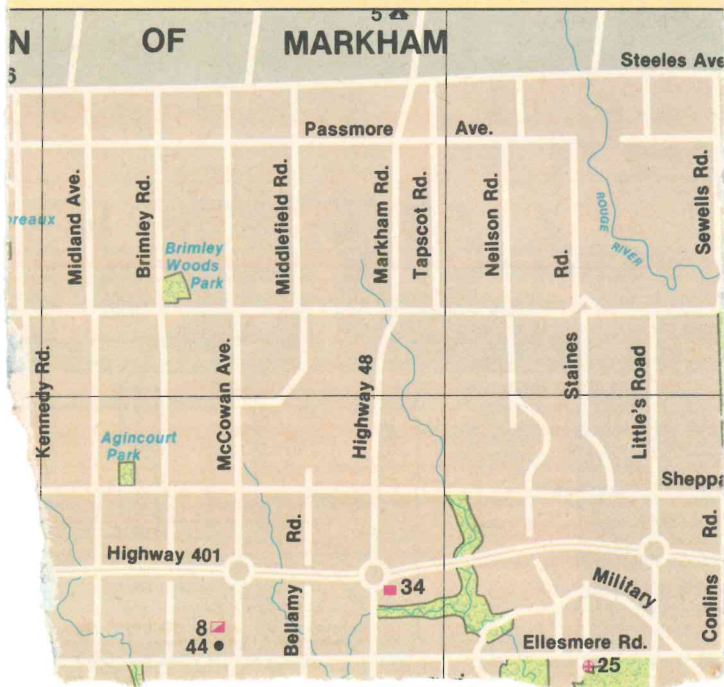 5
N OF MARKHAM
Steeles Ave
6
Passmore Ave.
Midland Ave.
Brimley Rd.
Middlefield Rd.
Markham Rd.
Tapscot Rd.
Neilson Rd.
Sewells Rd.
ROUGE RIVER
reaux
Brimley
Woods
Park
Kennedy Rd.
McCowan Ave.
Highway 48
Staines Rd.
Little's Road
Agincourt
Park
Sheppa
Highway 401
Bellamy Rd.
34
Military
Conlins Rd.
8
44
Ellesmere Rd.
25